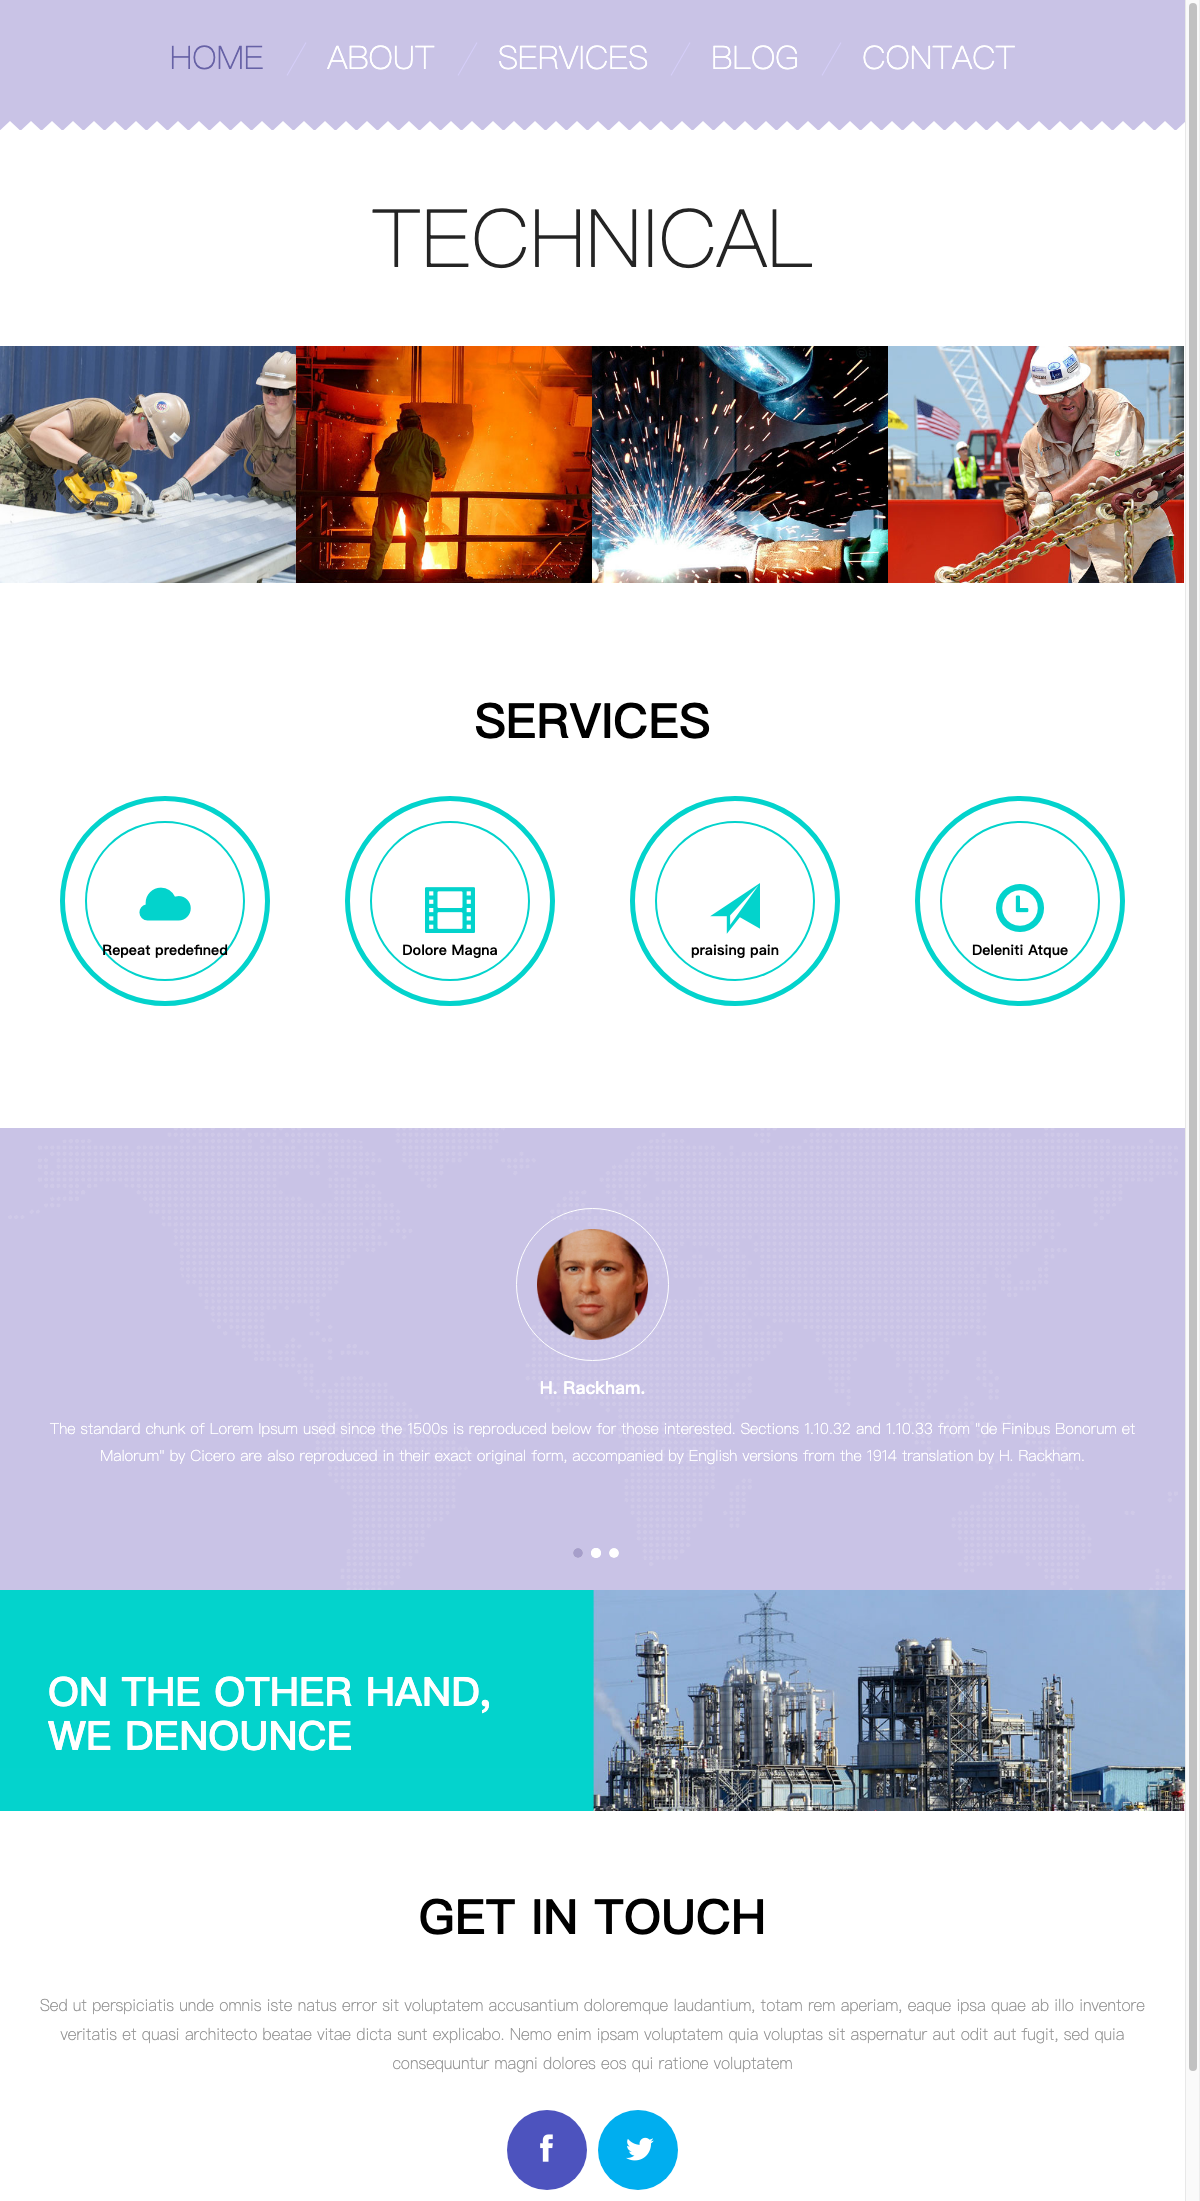 HOME / ABOUT / SERVICES / BLOG / CONTACT
TECHNICAL
SERVICES
Repeat predefined
Dolore Magna
praising pain
Deleniti Atque
H. Rackham.
The standard chunk of Lorem Ipsum used since the 1500s is reproduced below for those interested. Sections 1.10.32 and 1.10.33 from "de Finibus Bonorum et
Malorum" by Cicero are also reproduced in their exact original form, accompanied by English versions from the 1914 translation by H. Rackham.
ON THE OTHER HAND,
WE DENOUNCE
GET IN TOUCH
Sed ut perspiciatis unde omnis iste natus error sit voluptatem accusantium doloremque laudantium, totam rem aperiam, eaque ipsa quae ab illo inventore
veritatis et quasi architecto beatae vitae dicta sunt explicabo. Nemo enim ipsam voluptatem quia voluptas sit aspernatur aut odit aut fugit, sed quia
consequuntur magni dolores eos qui ratione voluptatem